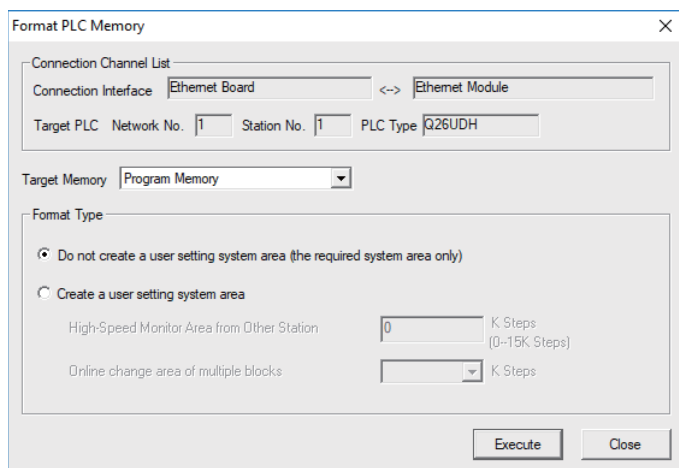 Format PLC Memory
Connection Channel List
Connection Interface Ethernet Board <--> Ethernet Module
Target PLC Network No. 1 Station No. 1 PLC Type Q26UDH
Target Memory Program Memory
Format Type
Do not create a user setting system area (the required system area only)
Create a user setting system area
High-Speed Monitor Area from Other Station 0 K Steps
(0--15K Steps)
Online change area of multiple blocks K Steps
Execute Close